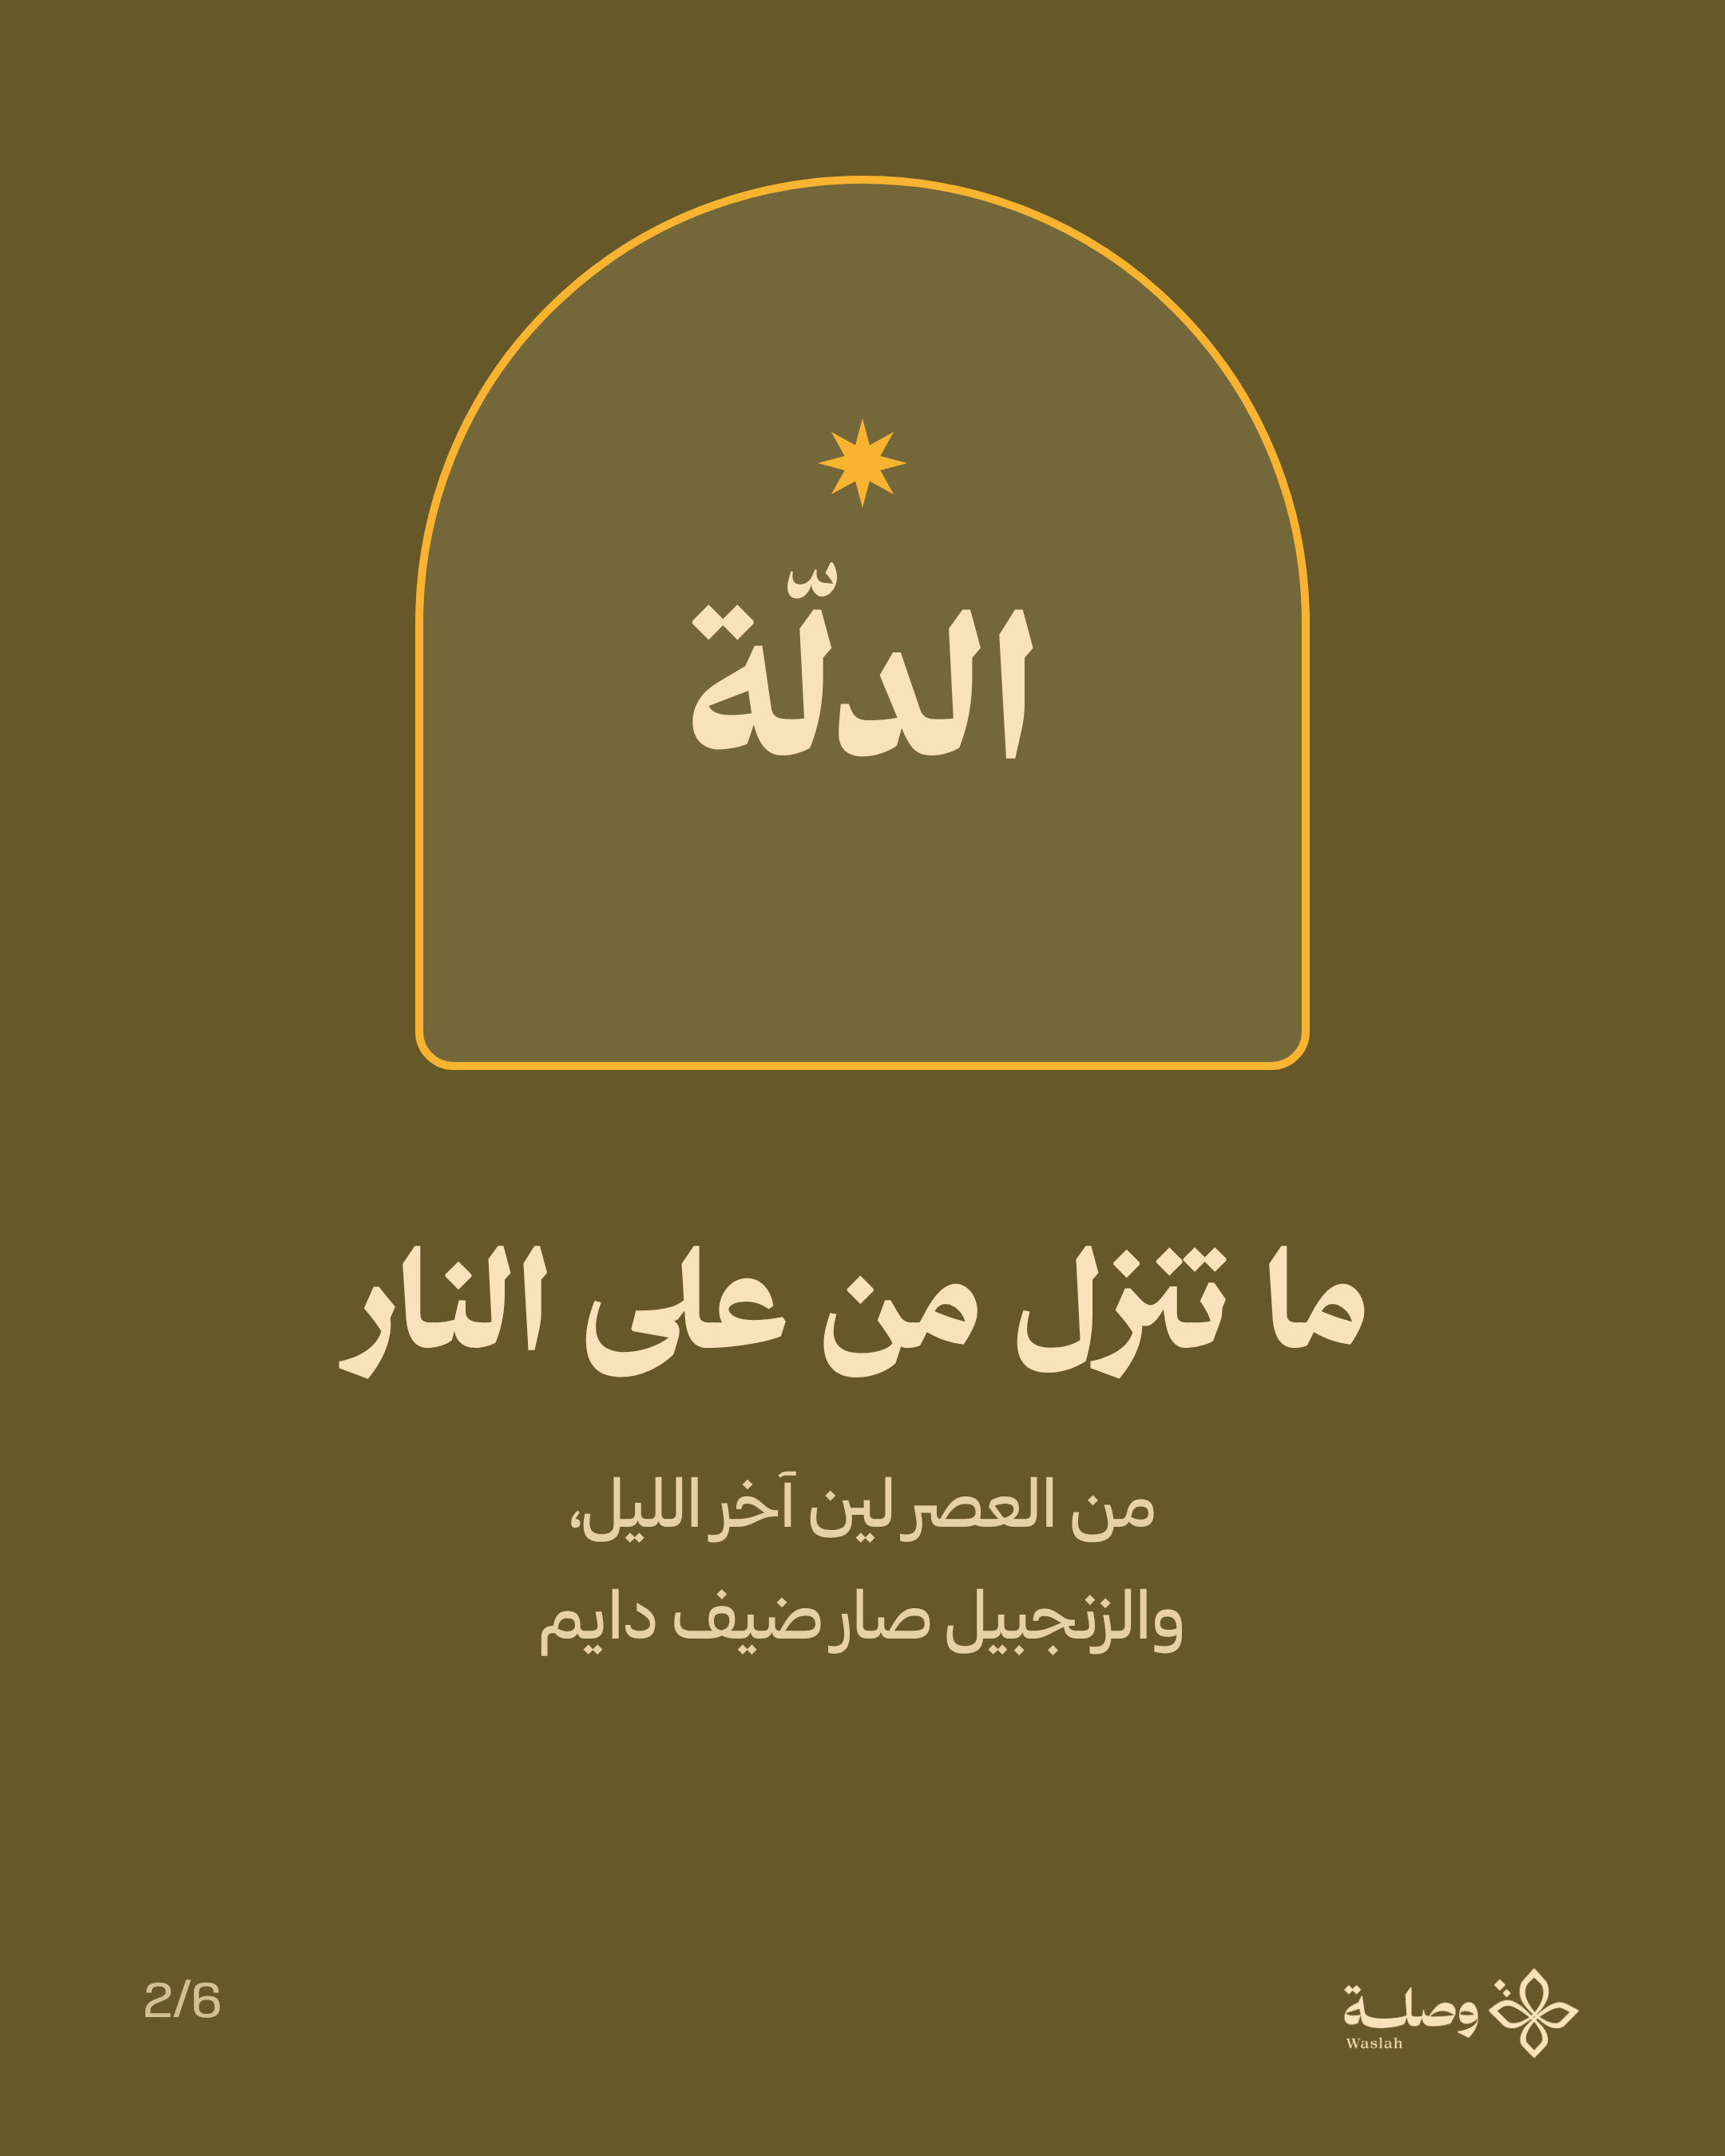 الدلّة
ما تنزل من على النار
من العصر لين آخر الليل،
والزنجبيل صار ضيف دايم
2/6
وصلة
Waslah